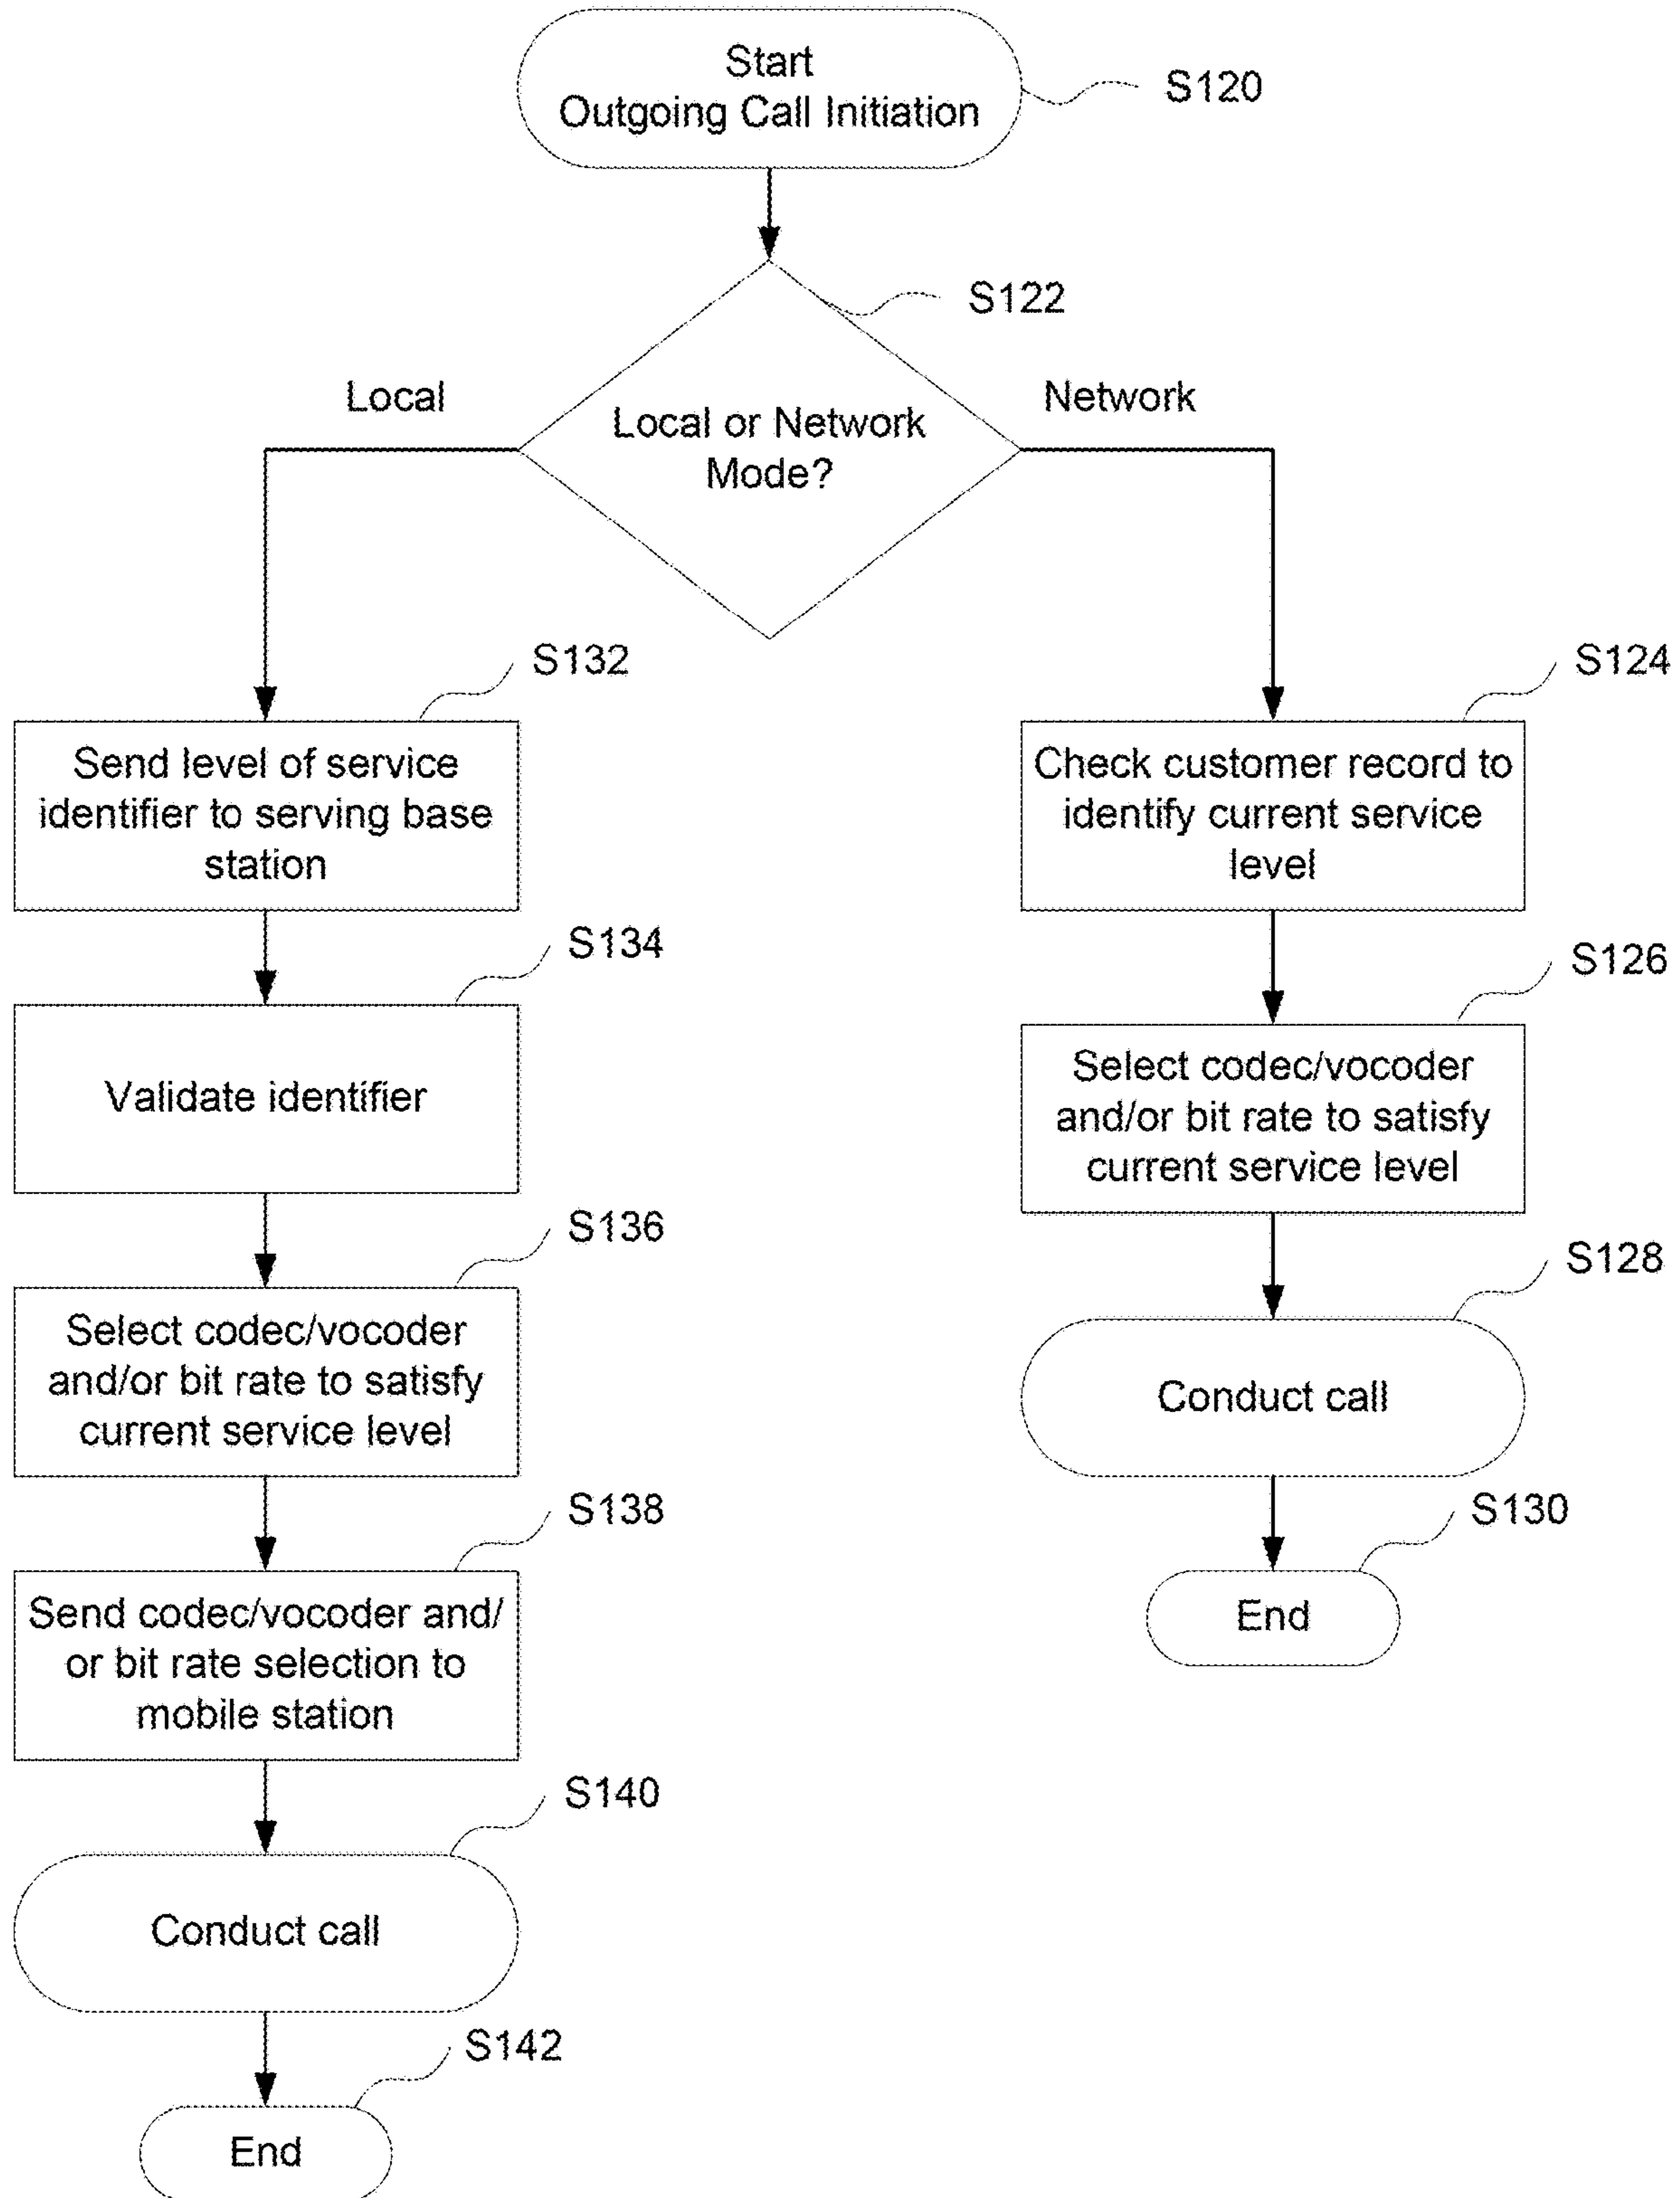 Start
Outgoing Call Initiation
S120
S122
Local
Network
Local or Network
Mode?
S132
Send level of service
identifier to serving base
station
S134
Validate identifier
S136
Select codec/vocoder
and/or bit rate to satisfy
current service level
S138
Send codec/vocoder and/
or bit rate selection to
mobile station
S140
Conduct call
S142
End
S124
Check customer record to
identify current service
level
S126
Select codec/vocoder
and/or bit rate to satisfy
current service level
S128
Conduct call
S130
End